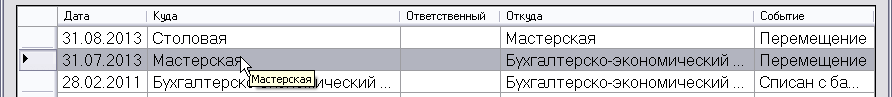 Дата Куда Ответственный Откуда Событие
31.08.2013 Столовая Мастерская Перемещение
31.07.2013 Мастерская Бухгалтерско-экономический ... Перемещение
Мастерская
28.02.2011 Бухгалтерско-экономический ... Бухгалтерско-экономический ... Списан с ба...